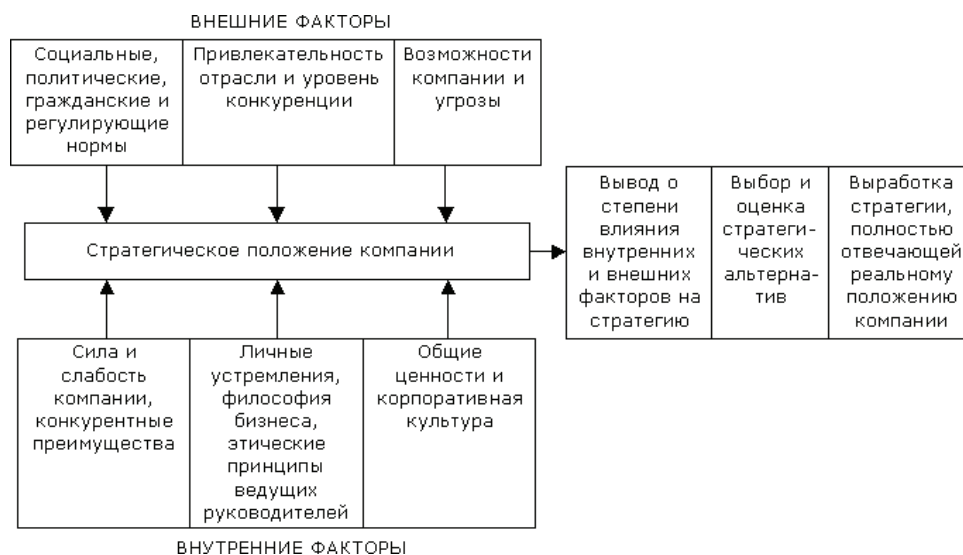 ВНЕШНИЕ ФАКТОРЫ
Социальные,
политические,
гражданские и
регулирующие
нормы
Привлекательность
отрасли и уровень
конкуренции
Возможности
компании и
угрозы
Стратегическое положение компании
Вывод о
степени
влияния
внутренних
и внешних
факторов на
стратегию
Выбор и
оценка
стратеги-
ческих
альтерна-
тив
Выработка
стратегии,
полностью
отвечающей
реальному
положению
компании
Сила и
слабость
компании,
конкурентные
преимущества
Личные
устремления,
философия
бизнеса,
этические
принципы
ведущих
руководителей
Общие
ценности и
корпоративная
культура
ВНУТРЕННИЕ ФАКТОРЫ